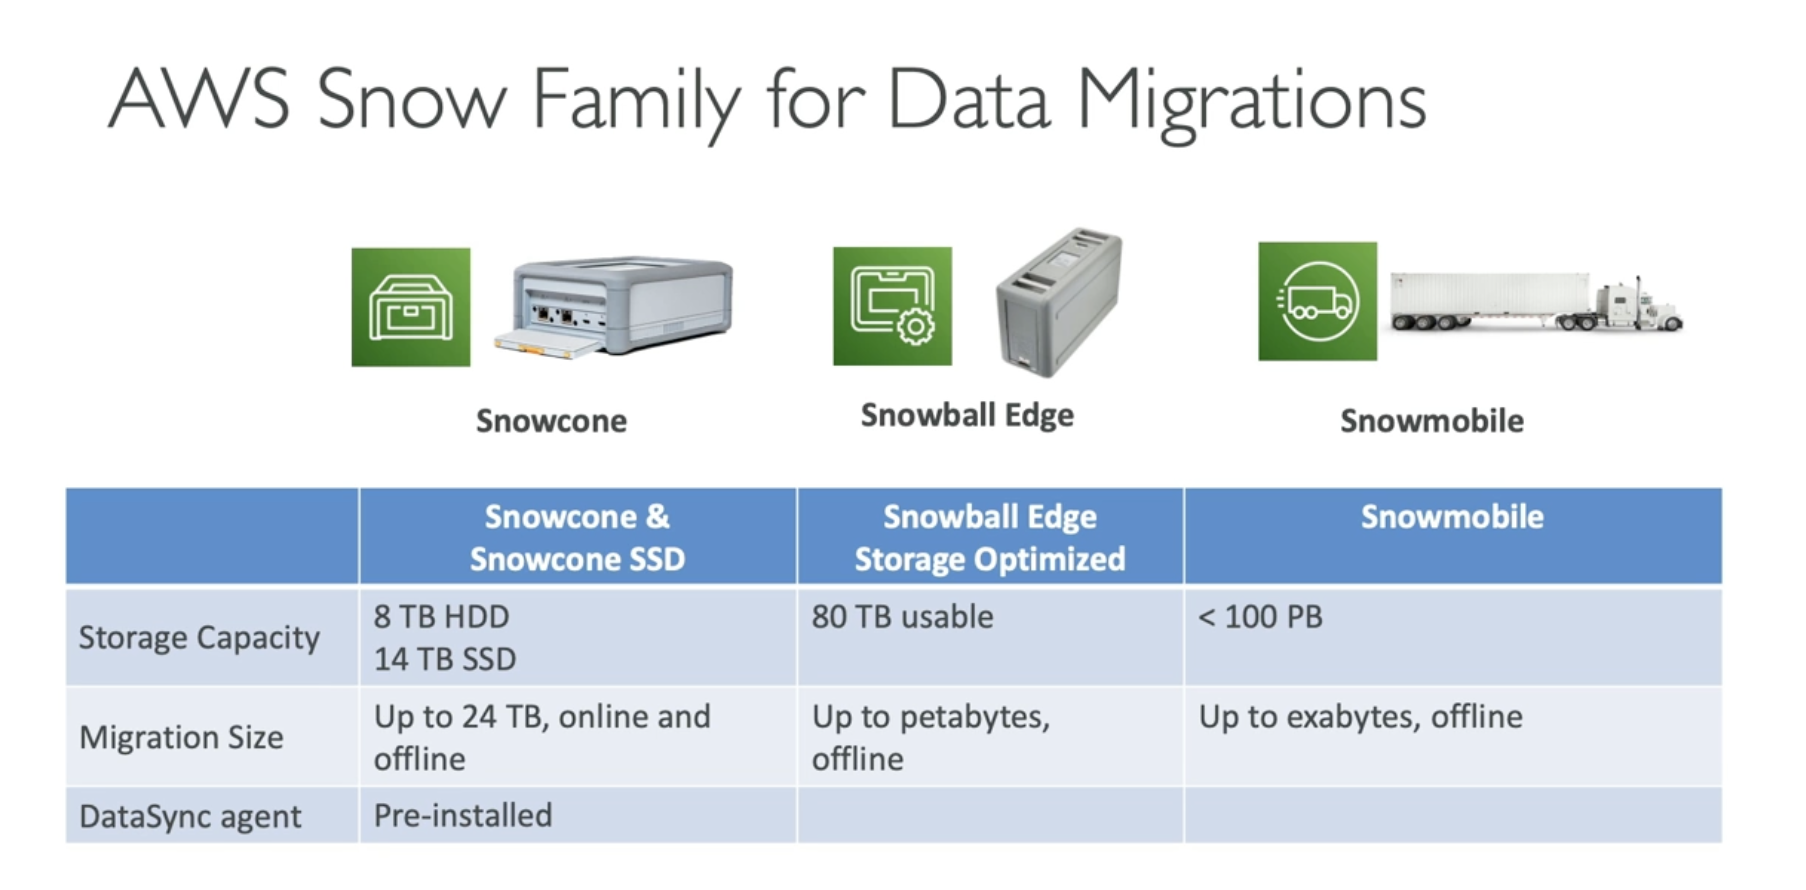 AWS Snow Family for Data Migrations
Snowcone
Snowball Edge
Snowmobile
Snowcone &
Snowcone SSD
Snowball Edge
Storage Optimized
Snowmobile
Storage Capacity
8 TB HDD
14 TB SSD
80 TB usable
< 100 PB
Migration Size
Up to 24 TB, online and
offline
Up to petabytes,
offline
Up to exabytes, offline
DataSync agent
Pre-installed